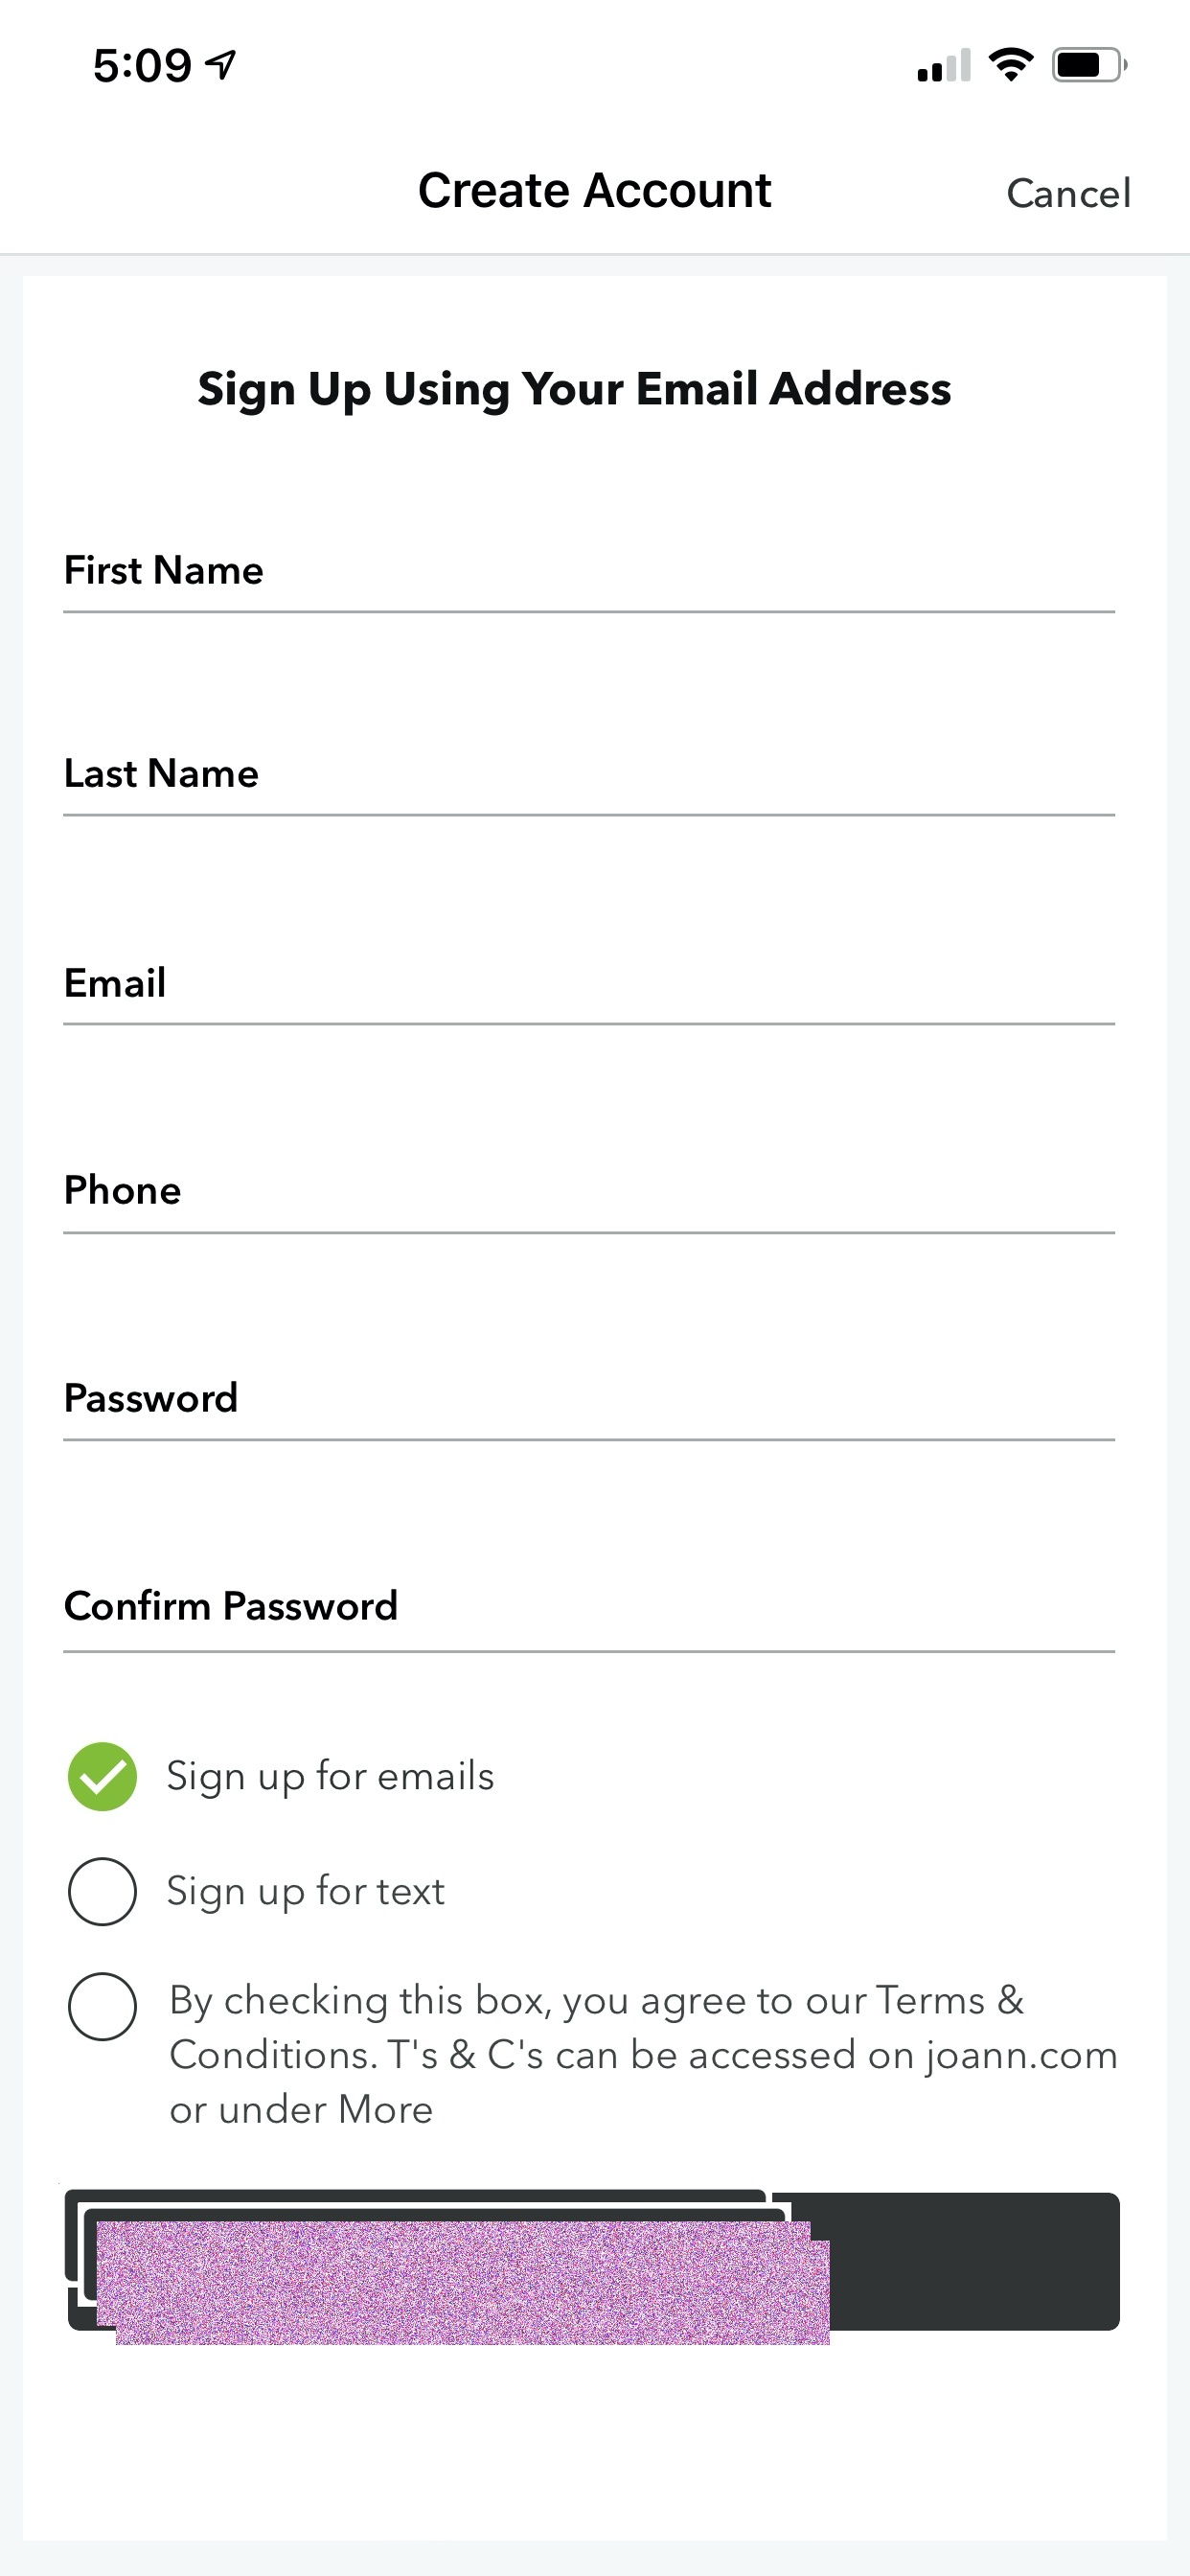 5:09
Create Account
Cancel
Sign Up Using Your Email Address
First Name
Last Name
Email
Phone
Password
Confirm Password
Sign up for emails
Sign up for text
By checking this box, you agree to our Terms &
Conditions. T's & C's can be accessed on joann.com
or under More